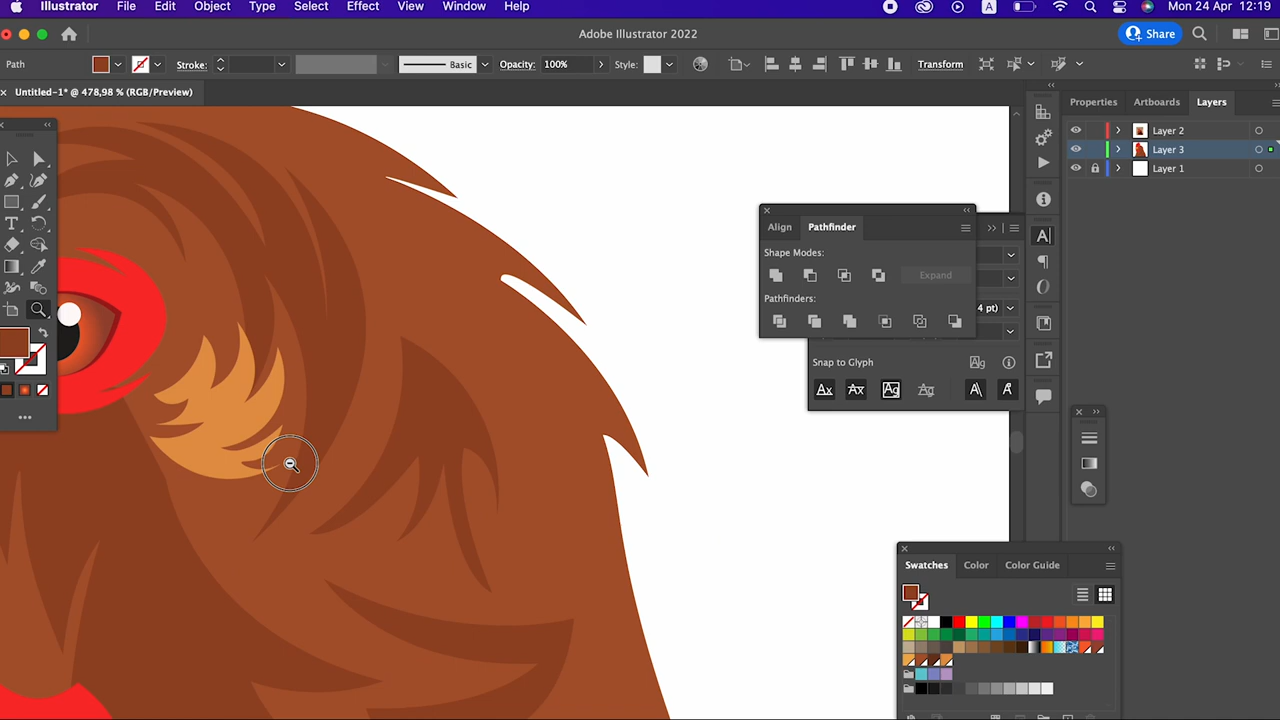 Illustrator File Edit Object Type Select Effect View Window Help A Mon 24 Apr 12:19
Adobe Illustrator 2022 Share
Path Stroke: Basic Opacity: 100% Style: Transform
× Untitled-1* @ 478,98 % (RGB/Preview)
Properties Artboards Layers
Layer 2
Layer 3
Layer 1
Align Pathfinder
Shape Modes:
Expand
Pathfinders:
4 pt)
Snap to Glyph
Swatches Color Color Guide